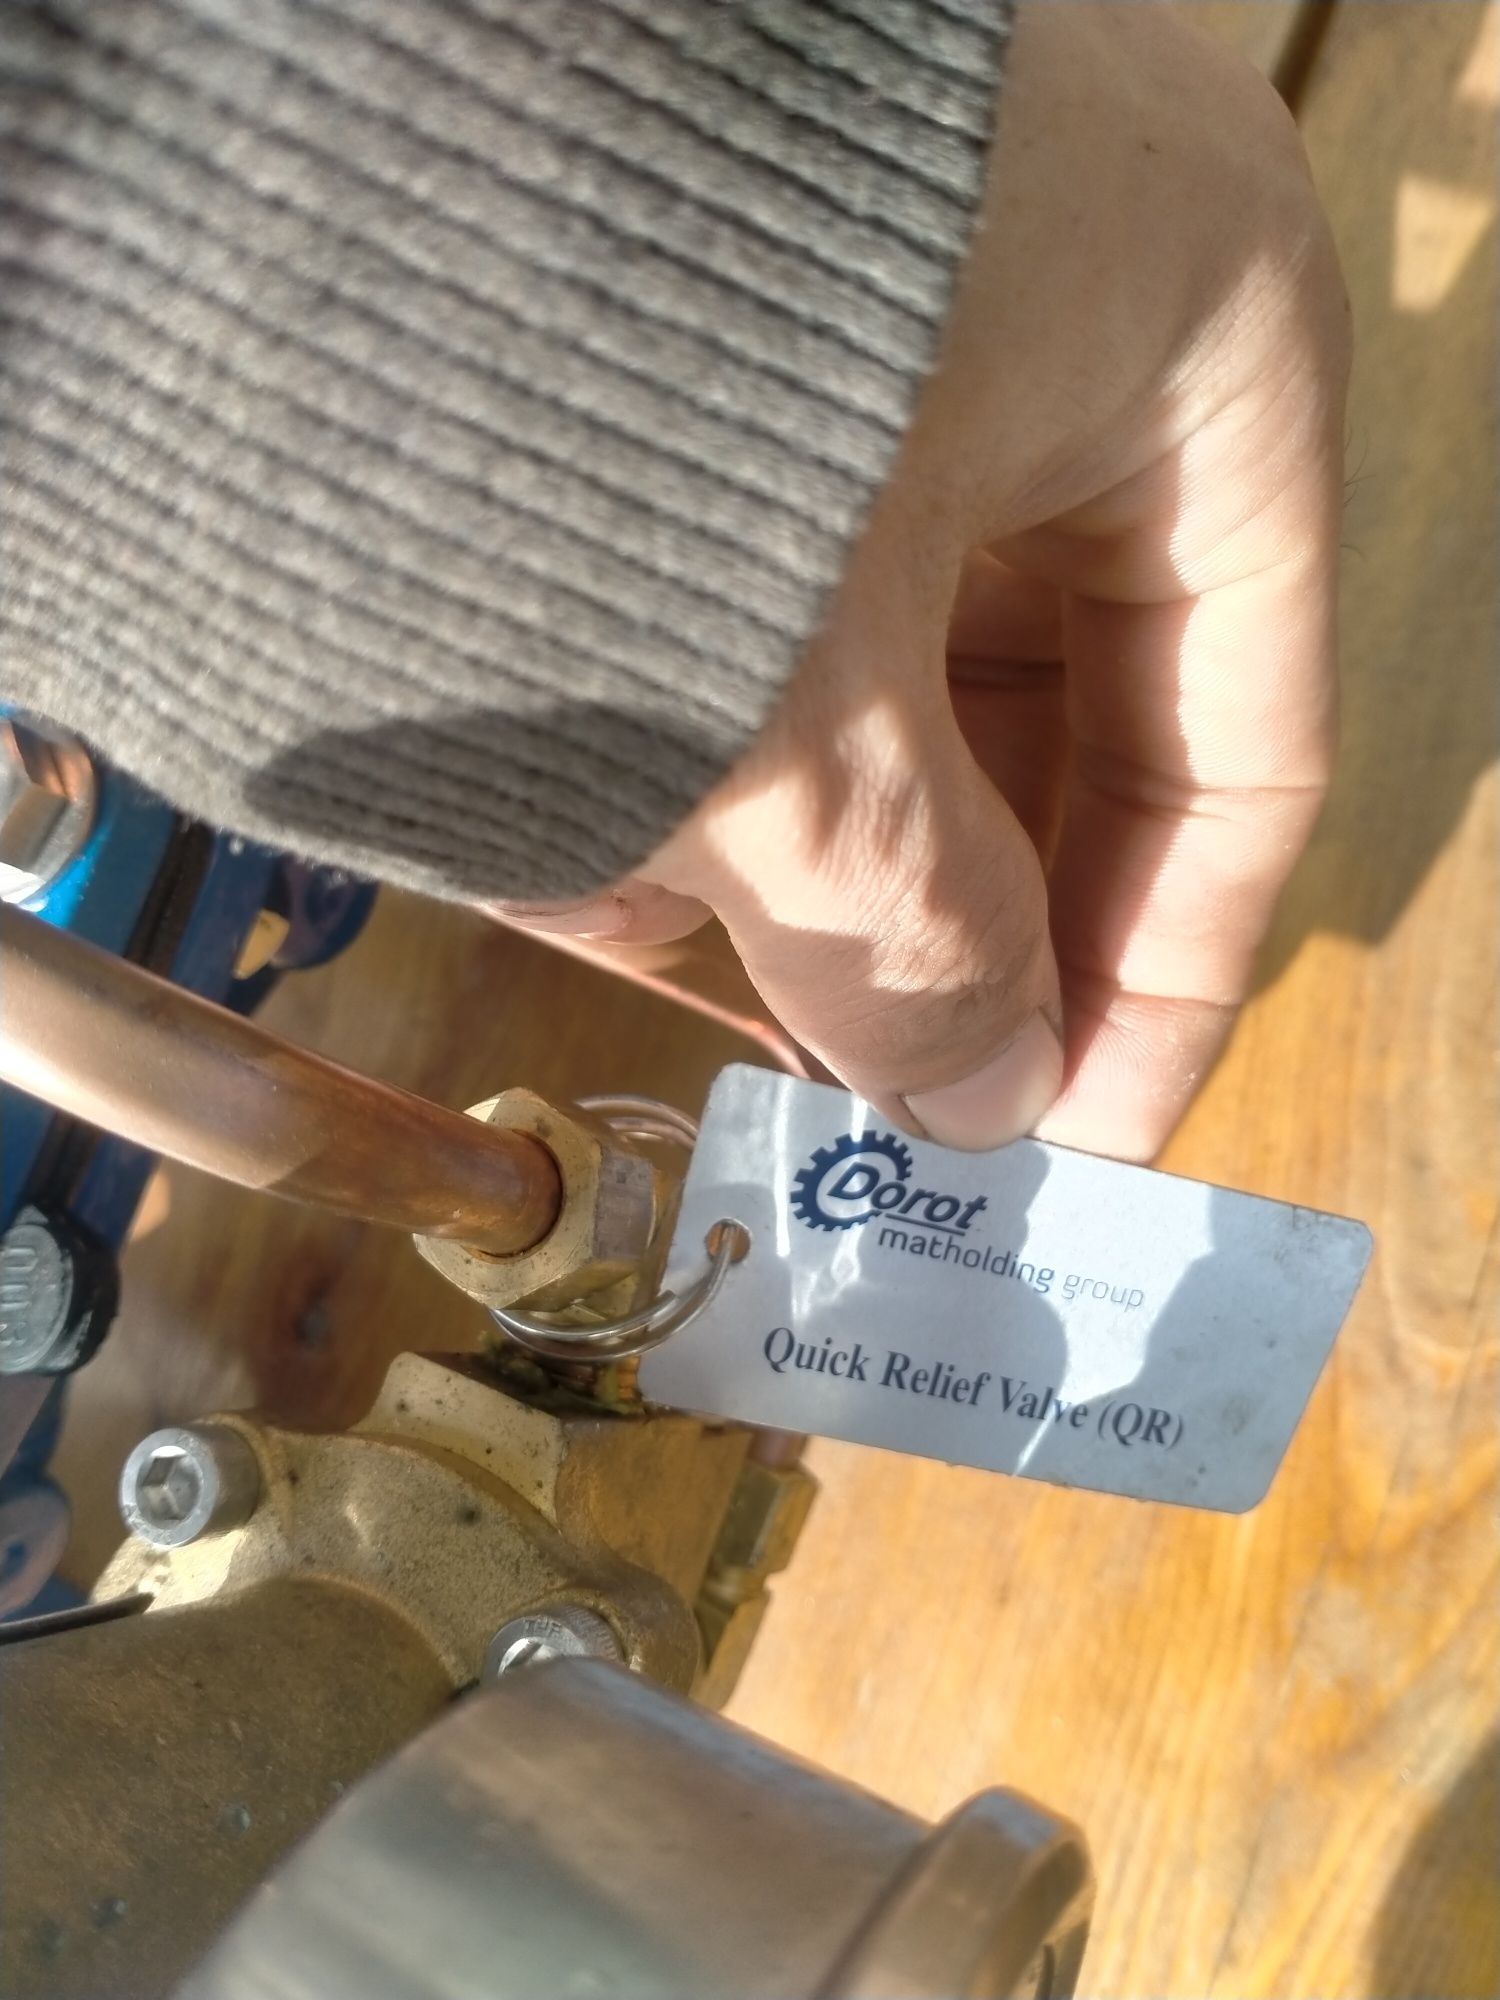 Dorot
matholding group
Quick Relief Valve (QR)